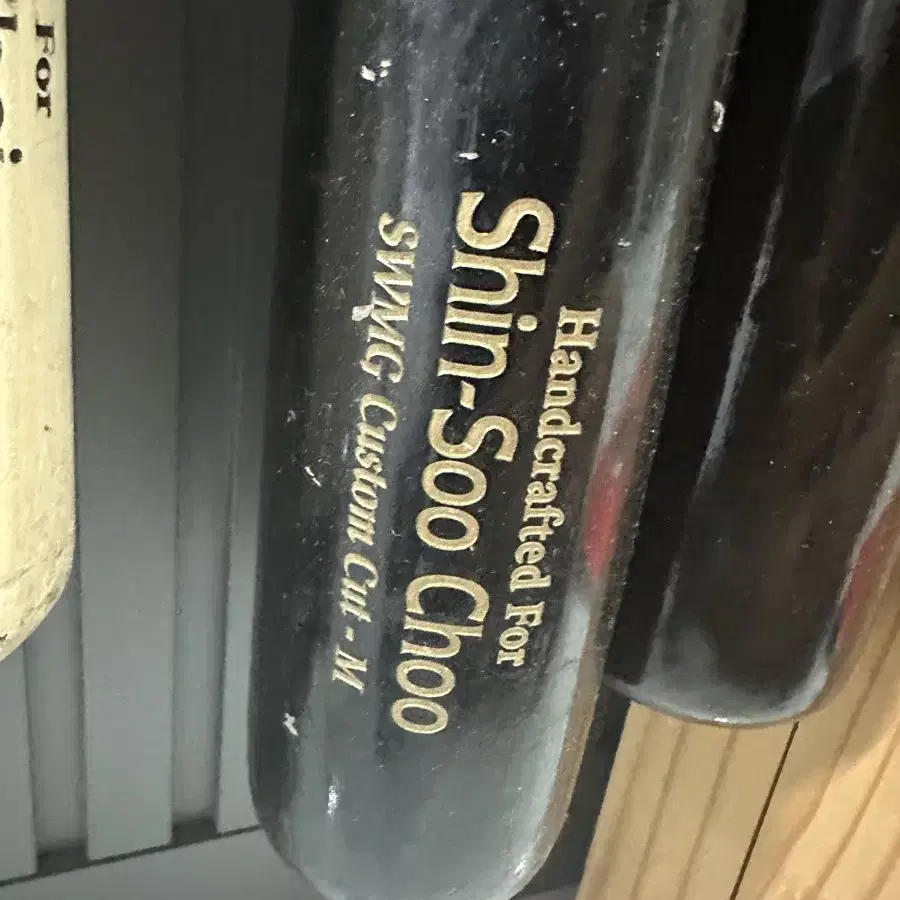 Handcrafted For
Shin-Soo Choo
SWMG Custom Cut - M
For